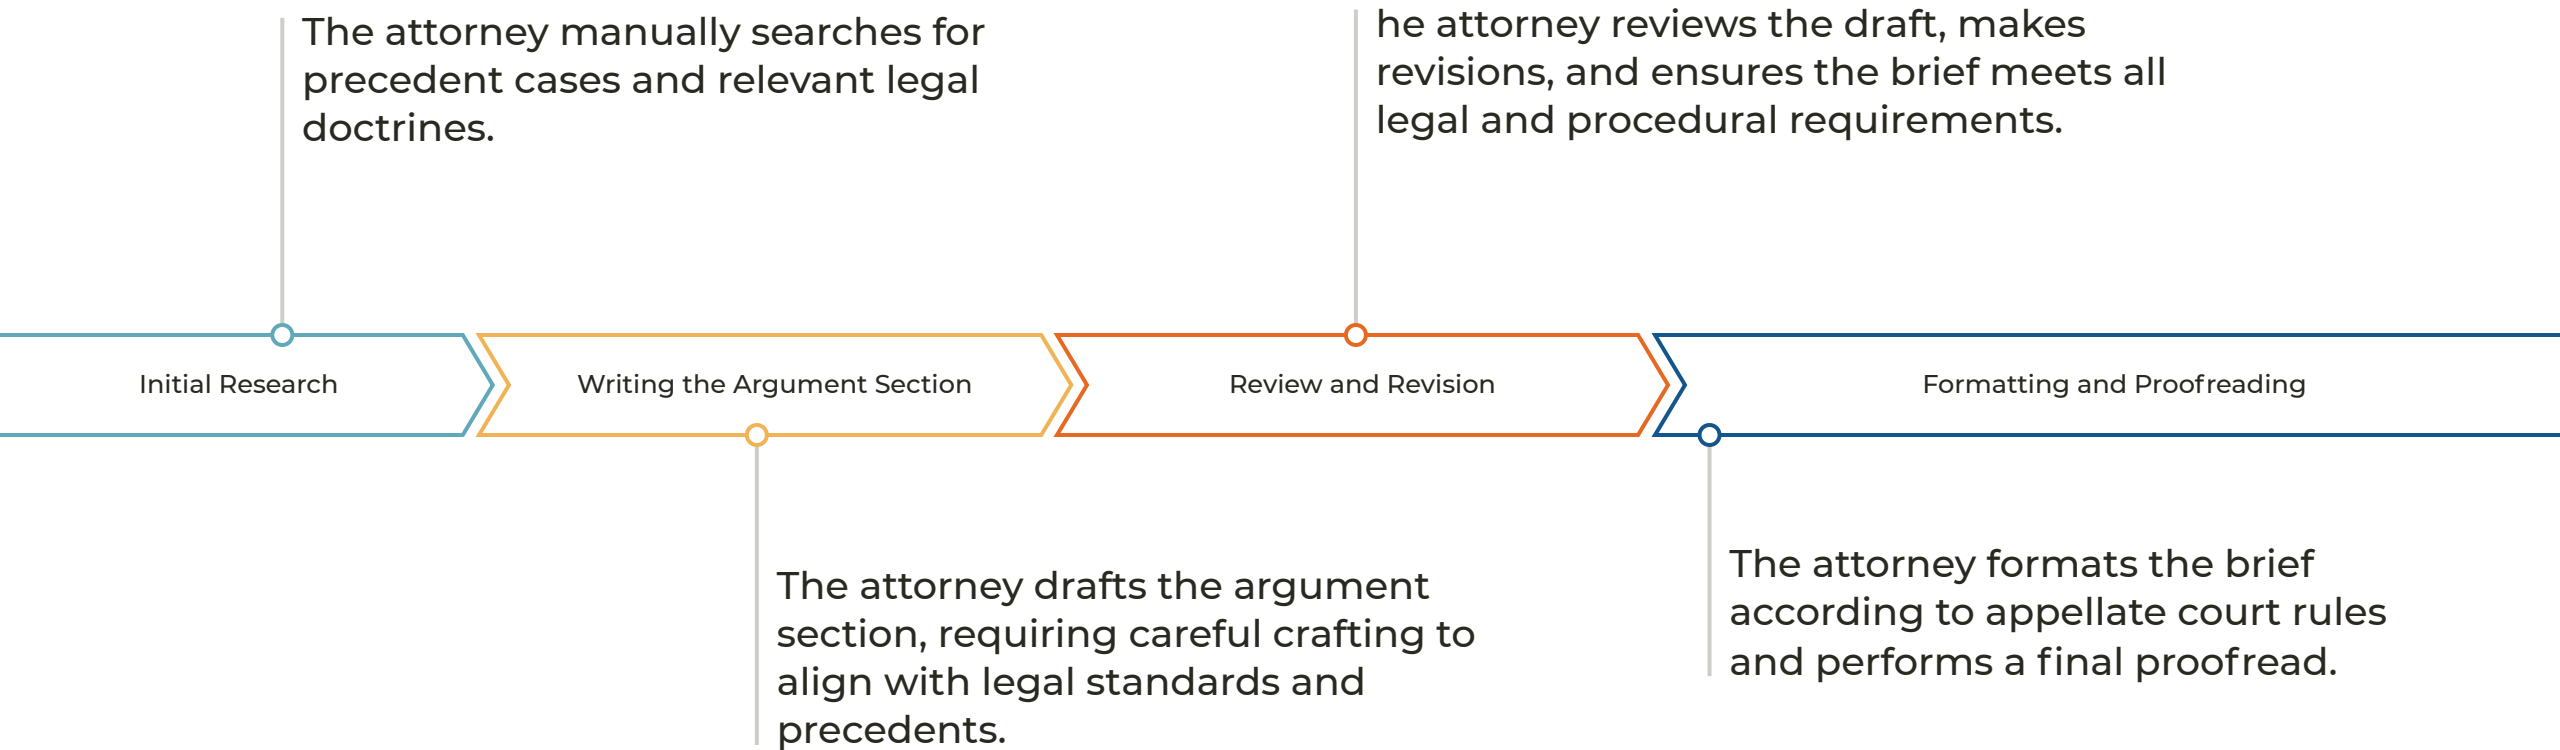 The attorney manually searches for
precedent cases and relevant legal
doctrines.
he attorney reviews the draft, makes
revisions, and ensures the brief meets all
legal and procedural requirements.
Initial Research
Writing the Argument Section
Review and Revision
Formatting and Proofreading
The attorney drafts the argument
section, requiring careful crafting to
align with legal standards and
precedents.
The attorney formats the brief
according to appellate court rules
and performs a final proofread.